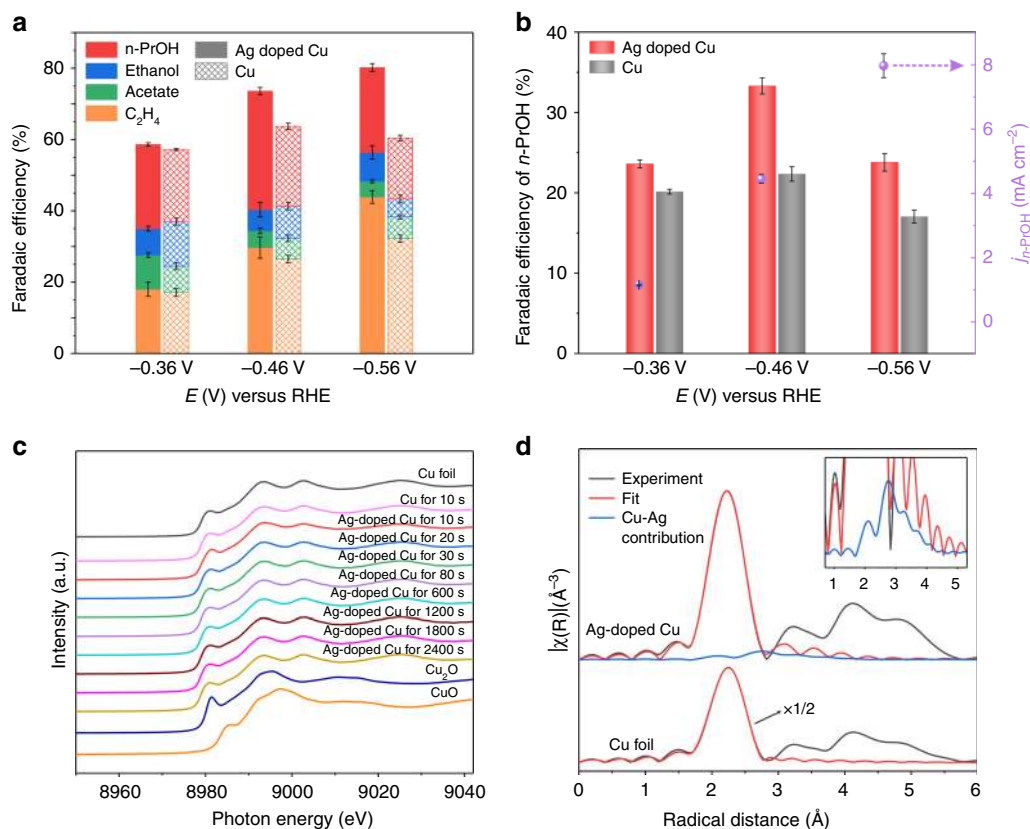 a
n-PrOH
Ethanol
Acetate
C₂H₄
Ag doped Cu
Cu
Faradaic efficiency (%)
80
60
40
20
0
−0.36 V
−0.46 V
−0.56 V
E (V) versus RHE
b
Ag doped Cu
Cu
Faradaic efficiency of n-PrOH (%)
40
30
20
10
0
−0.36 V
−0.46 V
−0.56 V
E (V) versus RHE
8
6
4
2
0
jn-PrOH (mA cm⁻²)
c
Intensity (a.u.)
Cu foil
Cu for 10 s
Ag-doped Cu for 10 s
Ag-doped Cu for 20 s
Ag-doped Cu for 30 s
Ag-doped Cu for 80 s
Ag-doped Cu for 600 s
Ag-doped Cu for 1200 s
Ag-doped Cu for 1800 s
Ag-doped Cu for 2400 s
Cu₂O
CuO
8960
8980
9000
9020
9040
Photon energy (eV)
d
Experiment
Fit
Cu-Ag
contribution
|χ(R)|(Å⁻³)
1
2
3
4
5
Ag-doped Cu
×1/2
Cu foil
0
1
2
3
4
5
6
Radical distance (Å)